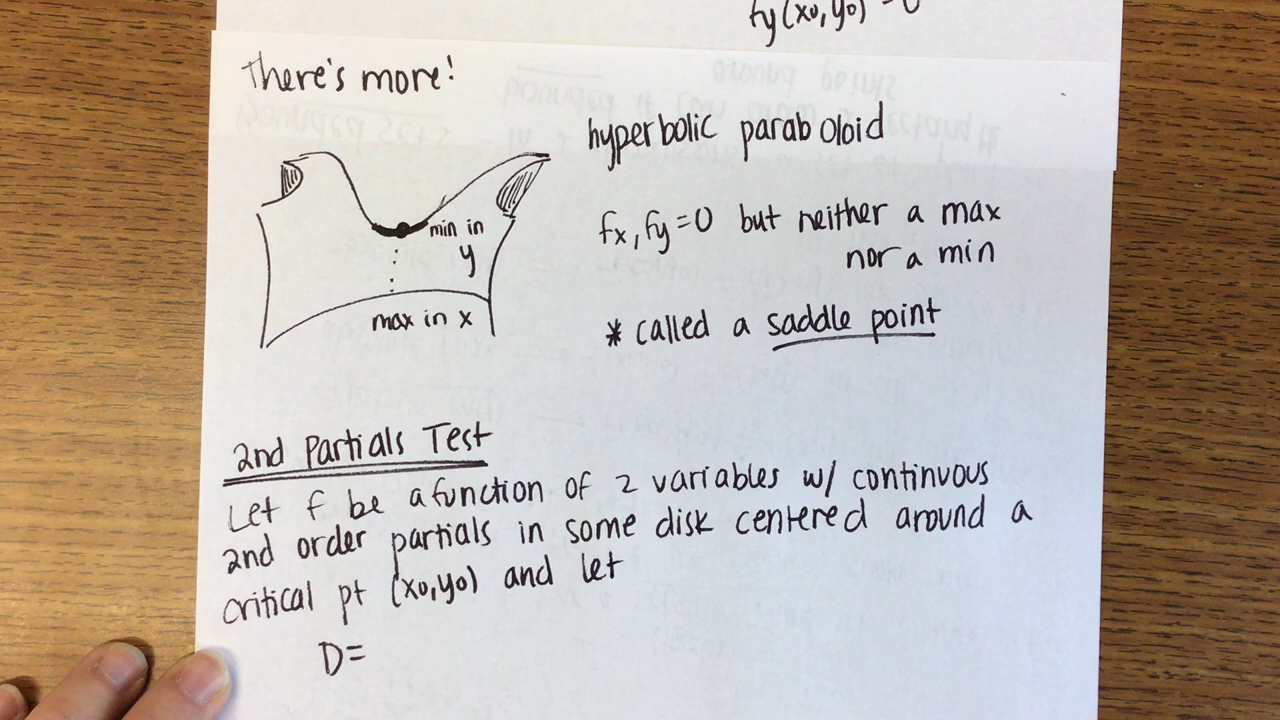 fy(x0,y0) =0
There's more!
hyperbolic paraboloid
min in
y
max in x
fx, fy=0 but neither a max
nor a min
* called a saddle point
2nd Partials Test
Let f be a function of 2 variables w/ continuous
2nd order partials in some disk centered around a
critical pt (x0,y0) and let
D=